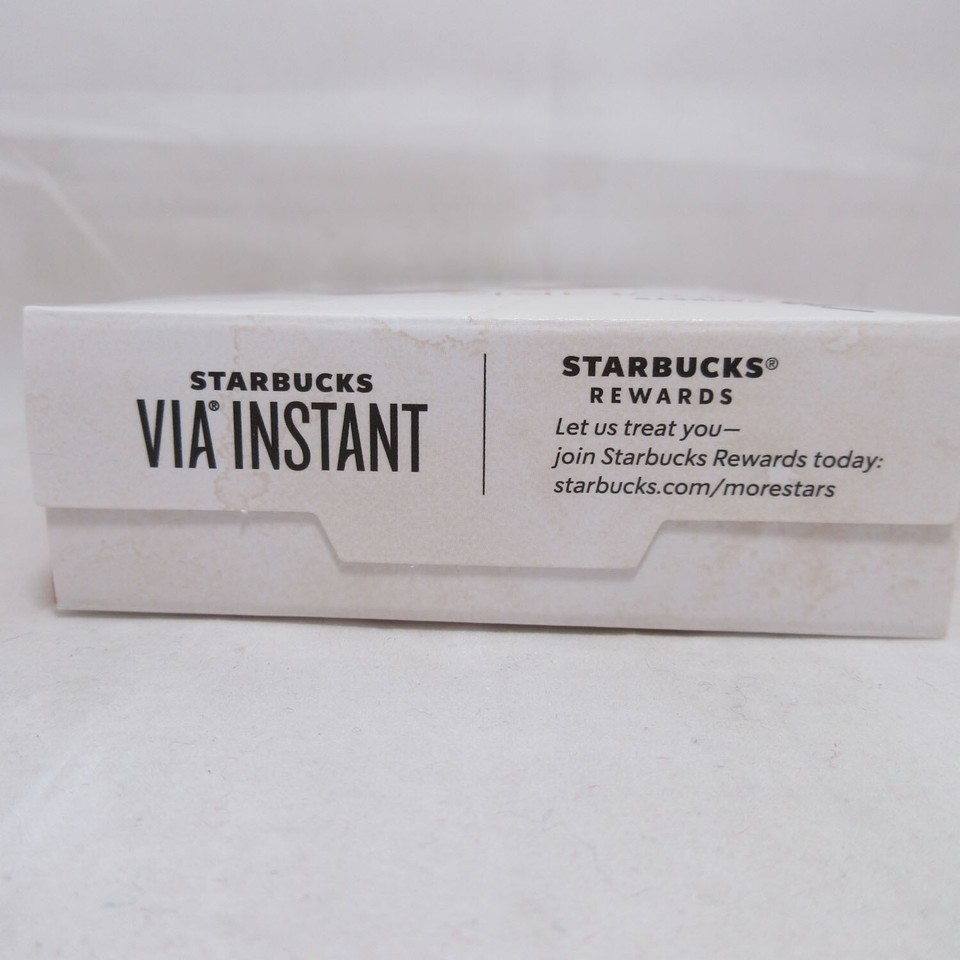 STARBUCKS
VIA® INSTANT
STARBUCKS®
REWARDS
Let us treat you—
join Starbucks Rewards today:
starbucks.com/morestars